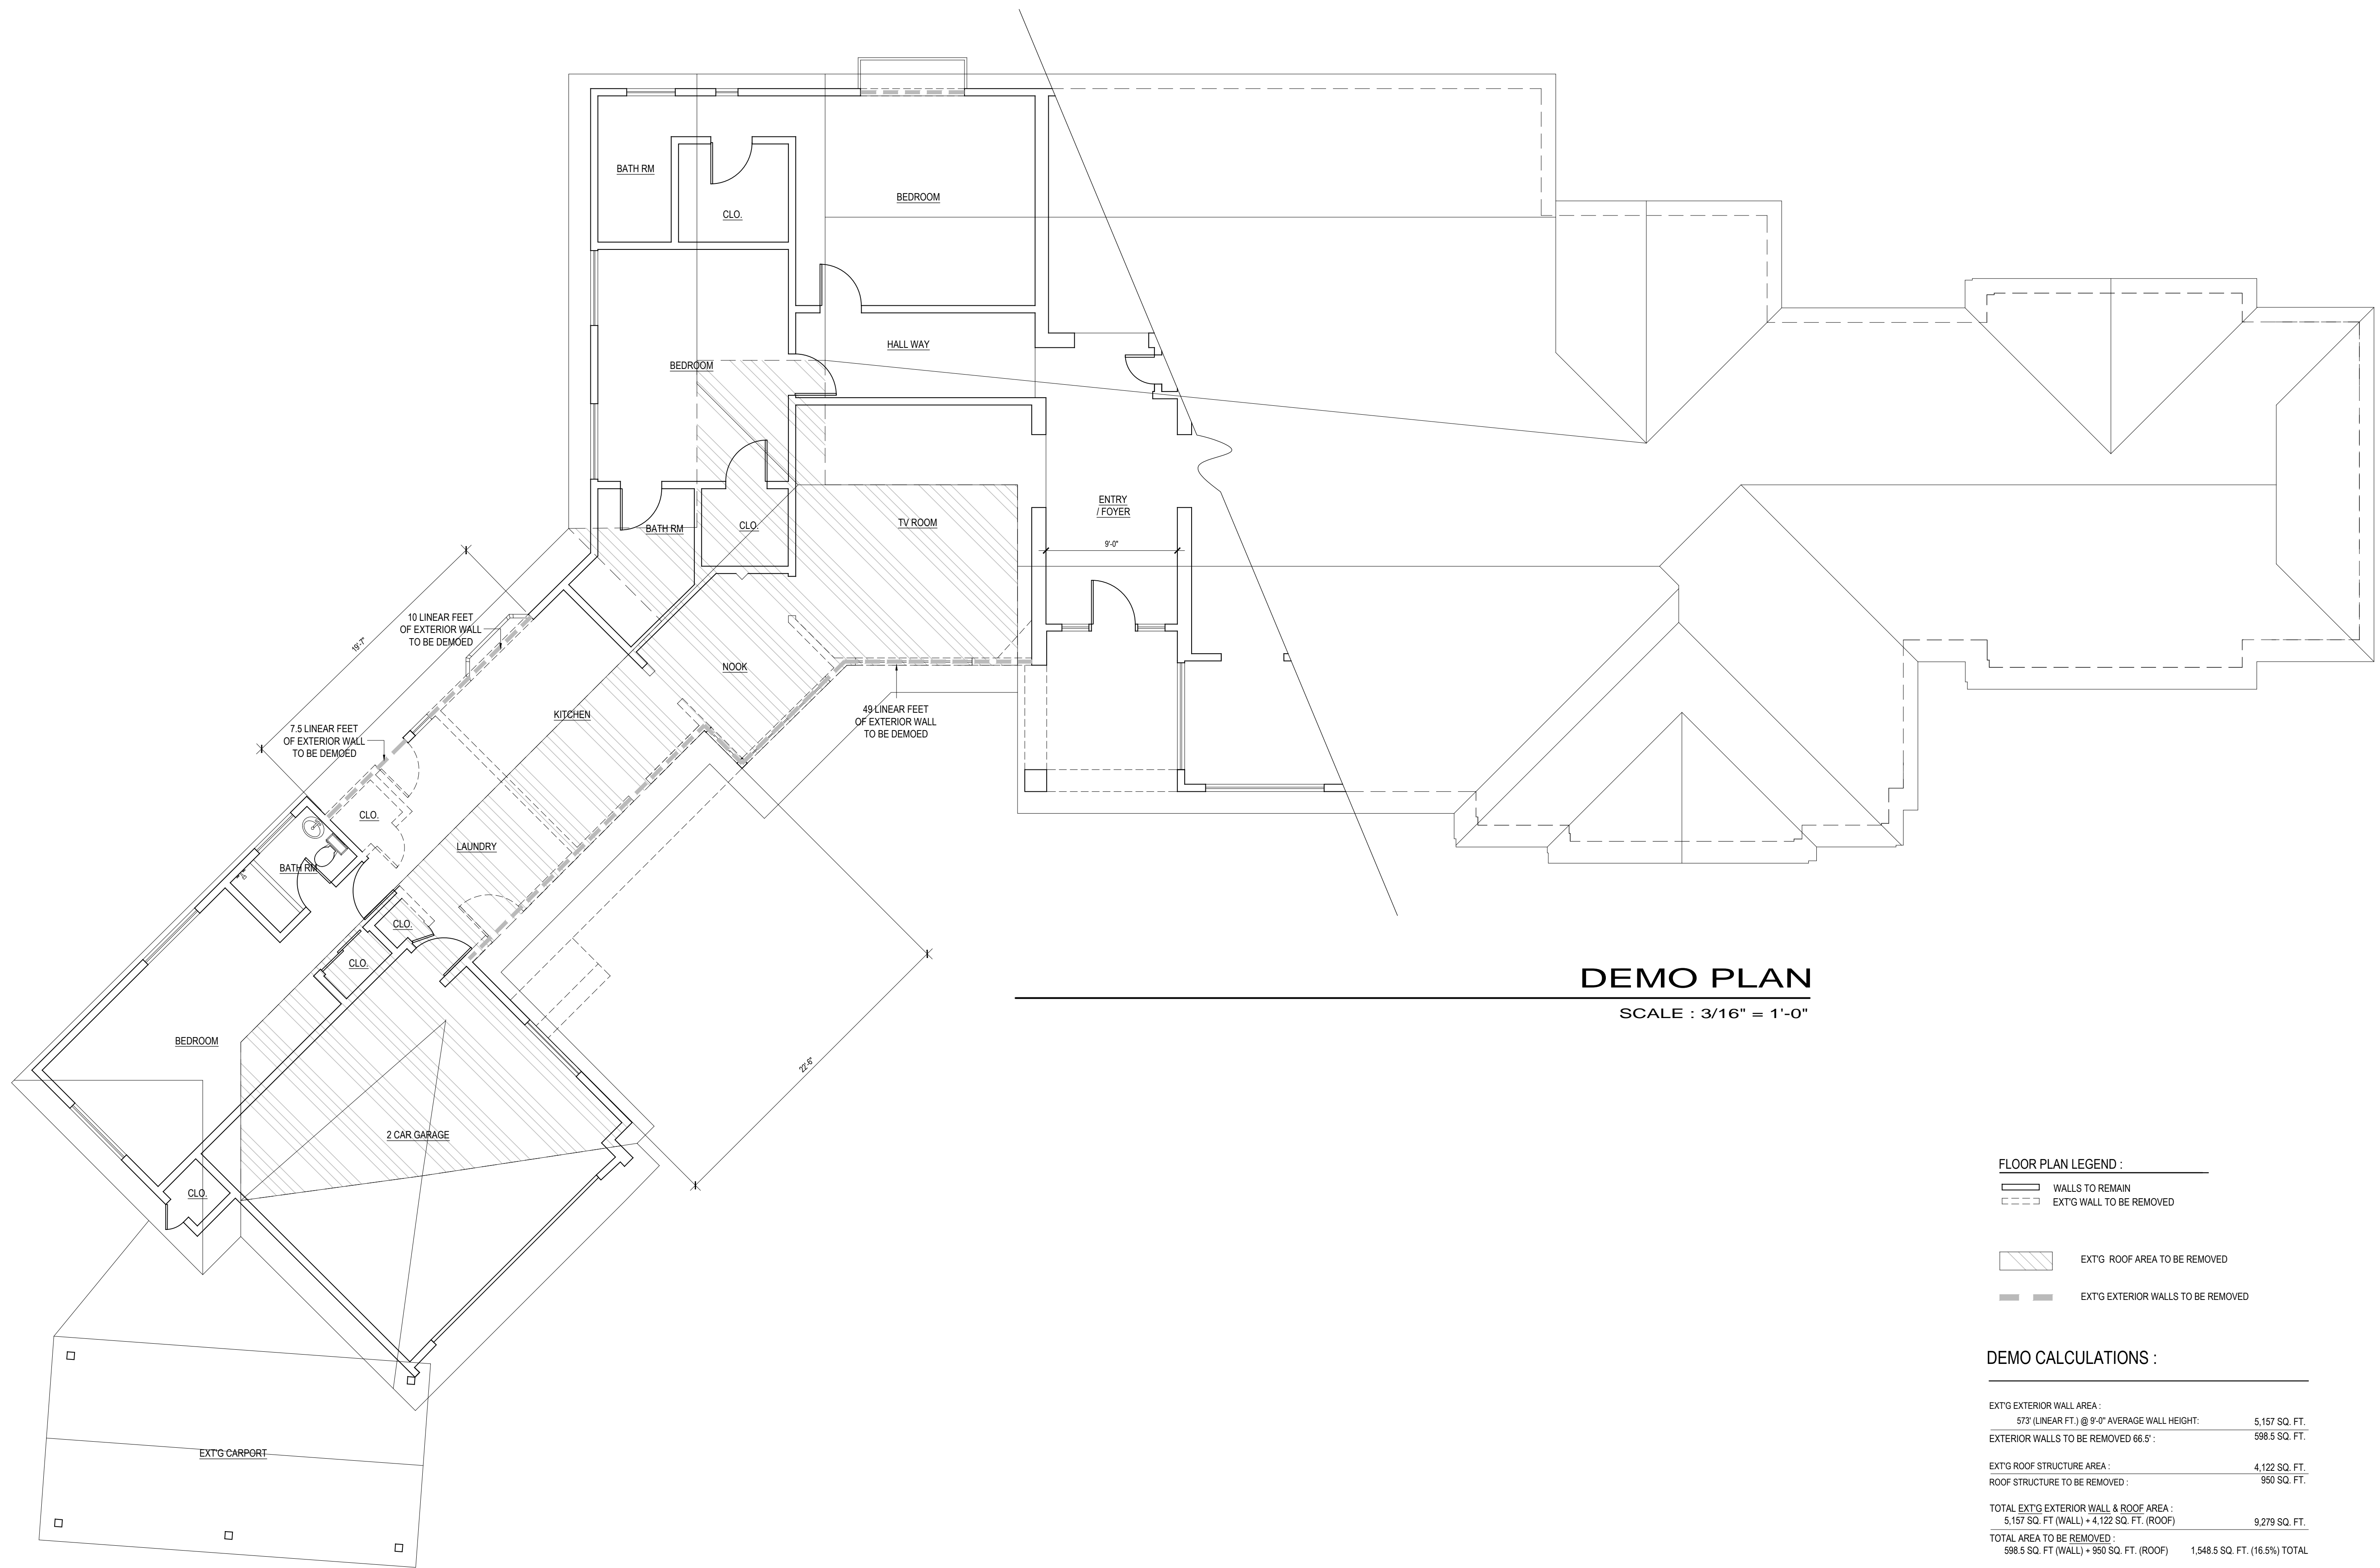 BATH RM
CLO.
BEDROOM
HALL WAY
BEDROOM
BATH RM
CLO.
TV ROOM
ENTRY
/ FOYER
9'-0"
19'-7"
10 LINEAR FEET
OF EXTERIOR WALL
TO BE DEMOED
NOOK
KITCHEN
49 LINEAR FEET
OF EXTERIOR WALL
TO BE DEMOED
7.5 LINEAR FEET
OF EXTERIOR WALL
TO BE DEMOED
CLO.
LAUNDRY
BATH RM
CLO.
CLO.
BEDROOM
22'-6"
2 CAR GARAGE
CLO.
EXT'G CARPORT
DEMO PLAN
SCALE : 3/16" = 1'-0"
FLOOR PLAN LEGEND :
WALLS TO REMAIN
EXT'G WALL TO BE REMOVED
EXT'G ROOF AREA TO BE REMOVED
EXT'G EXTERIOR WALLS TO BE REMOVED
DEMO CALCULATIONS :
EXT'G EXTERIOR WALL AREA :
573' (LINEAR FT.) @ 9'-0" AVERAGE WALL HEIGHT: 5,157 SQ. FT.
EXTERIOR WALLS TO BE REMOVED 66.5' : 598.5 SQ. FT.
EXT'G ROOF STRUCTURE AREA : 4,122 SQ. FT.
ROOF STRUCTURE TO BE REMOVED : 950 SQ. FT.
TOTAL EXT'G EXTERIOR WALL & ROOF AREA :
5,157 SQ. FT (WALL) + 4,122 SQ. FT. (ROOF) 9,279 SQ. FT.
TOTAL AREA TO BE REMOVED :
598.5 SQ. FT (WALL) + 950 SQ. FT. (ROOF) 1,548.5 SQ. FT. (16.5%) TOTAL